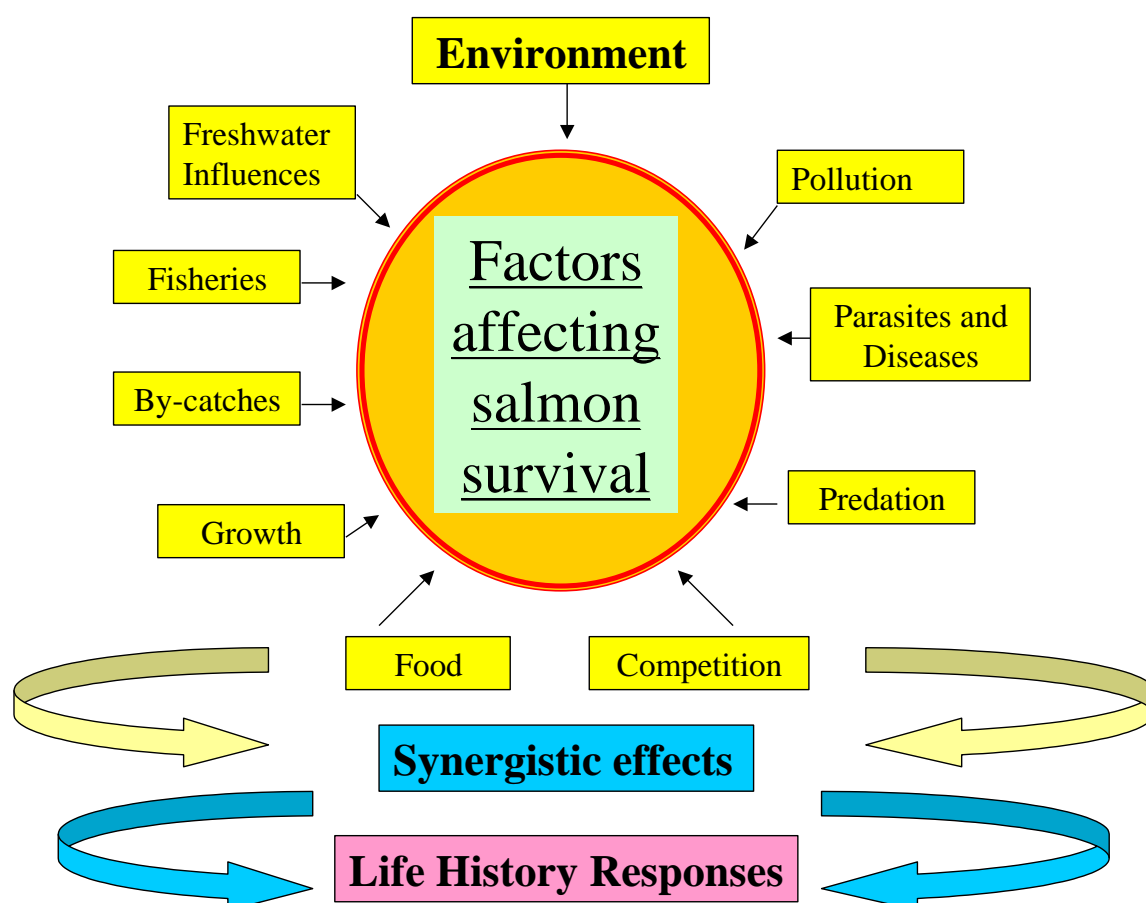 Environment
Freshwater
Influences
Pollution
Factors
affecting
salmon
survival
Fisheries
Parasites and
Diseases
By-catches
Predation
Growth
Food
Competition
Synergistic effects
Life History Responses